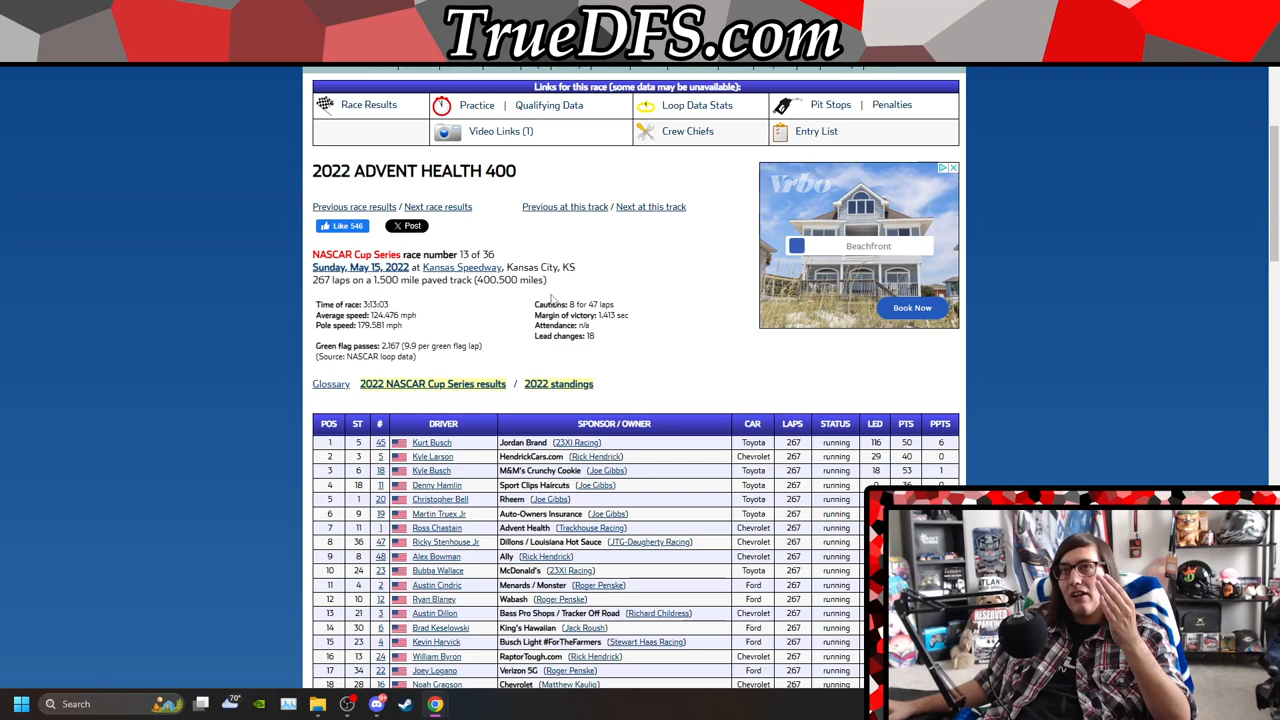 TrueDFS.com
Links for this race (some data may be unavailable):
Race Results Practice | Qualifying Data Loop Data Stats Pit Stops | Penalties
Video Links (1) Crew Chiefs Entry List
2022 ADVENT HEALTH 400
Previous race results / Next race results Previous at this track / Next at this track
Like 546 X Post
NASCAR Cup Series race number 13 of 36
Sunday, May 15, 2022 at Kansas Speedway, Kansas City, KS
267 laps on a 1.500 mile paved track (400.500 miles)
Time of race: 3:13:03 Cautions: 8 for 47 laps
Average speed: 124.476 mph Margin of victory: 1.413 sec
Pole speed: 179.581 mph Attendance: n/a
Lead changes: 18
Green flag passes: 2,167 (9.9 per green flag lap)
(Source: NASCAR loop data)
Vrbo
Beachfront
Book Now
Glossary 2022 NASCAR Cup Series results / 2022 standings
POS ST # DRIVER SPONSOR / OWNER CAR LAPS STATUS LED PTS PPTS
1 5 45 Kurt Busch Jordan Brand (23XI Racing) Toyota 267 running 116 50 6
2 3 5 Kyle Larson HendrickCars.com (Rick Hendrick) Chevrolet 267 running 29 40 0
3 6 18 Kyle Busch M&M's Crunchy Cookie (Joe Gibbs) Toyota 267 running 18 53 1
4 18 11 Denny Hamlin Sport Clips Haircuts (Joe Gibbs) Toyota 267 running
5 1 20 Christopher Bell Rheem (Joe Gibbs) Toyota 267 running
6 9 19 Martin Truex Jr Auto-Owners Insurance (Joe Gibbs) Toyota 267 running
7 11 1 Ross Chastain Advent Health (Trackhouse Racing) Chevrolet 267 running
8 36 47 Ricky Stenhouse Jr Dillons / Louisiana Hot Sauce (JTG-Daugherty Racing) Chevrolet 267 running
9 8 48 Alex Bowman Ally (Rick Hendrick) Chevrolet 267 running
10 24 23 Bubba Wallace McDonald's (23XI Racing) Toyota 267 running
11 4 2 Austin Cindric Menards / Monster (Roger Penske) Ford 267 running
12 10 12 Ryan Blaney Wabash (Roger Penske) Ford 267 running
13 21 3 Austin Dillon Bass Pro Shops / Tracker Off Road (Richard Childress) Chevrolet 267 running
14 30 6 Brad Keselowski King's Hawaiian (Jack Roush) Ford 267 running
15 23 4 Kevin Harvick Busch Light #ForTheFarmers (Stewart Haas Racing) Ford 267 running
16 13 24 William Byron RaptorTough.com (Rick Hendrick) Chevrolet 267 running
17 34 22 Joey Logano Verizon 5G (Roger Penske) Ford 267 running
18 28 16 Noah Gragson Chevrolet (Matthew Kaulig) Chevrolet 267 running
RESERVED
Search
70°